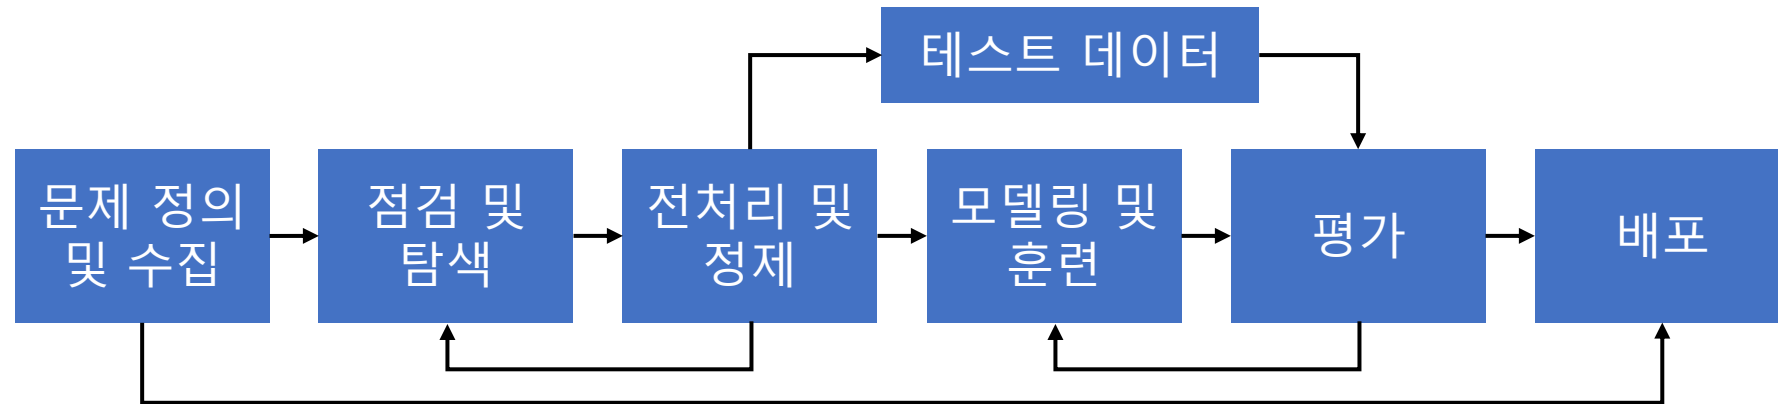 테스트 데이터
문제 정의
및 수집
점검 및
탐색
전처리 및
정제
모델링 및
훈련
평가
배포